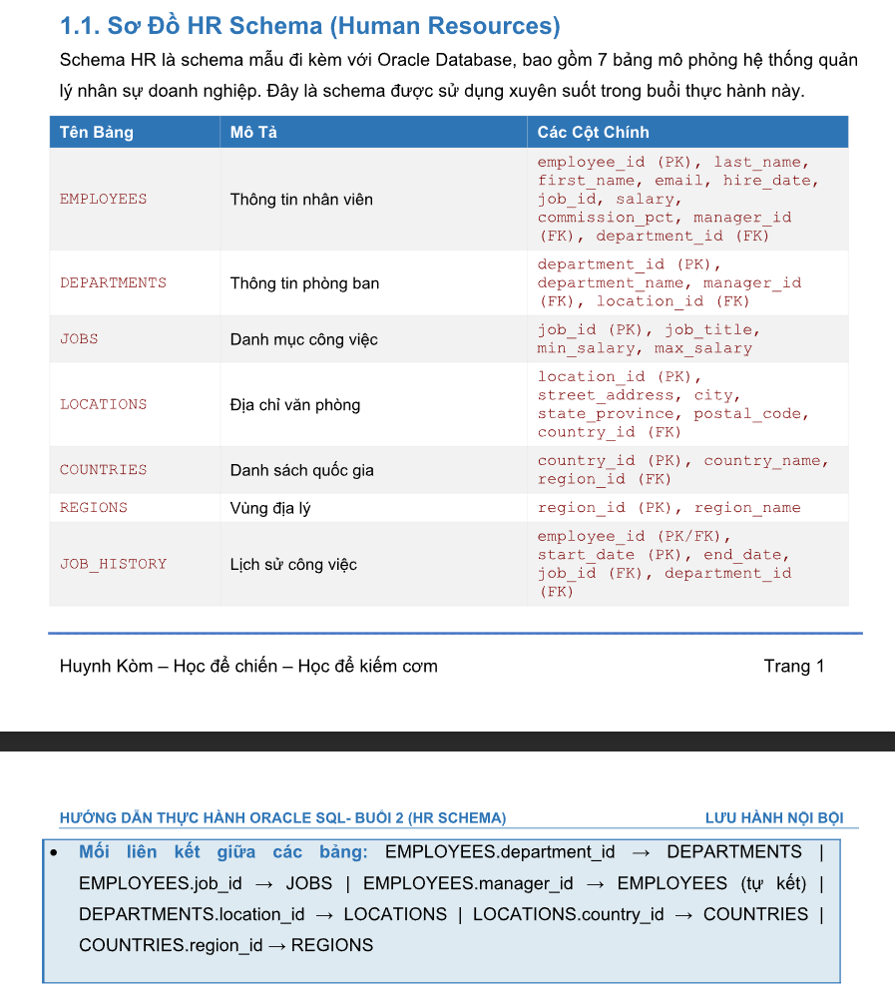 1.1. Sơ Đồ HR Schema (Human Resources)
Schema HR là schema mẫu đi kèm với Oracle Database, bao gồm 7 bảng mô phỏng hệ thống quản
lý nhân sự doanh nghiệp. Đây là schema được sử dụng xuyên suốt trong buổi thực hành này.
Tên Bảng Mô Tả Các Cột Chính
EMPLOYEES Thông tin nhân viên employee_id (PK), last_name,
first_name, email, hire_date,
job_id, salary,
commission_pct, manager_id
(FK), department_id (FK)
DEPARTMENTS Thông tin phòng ban department_id (PK),
department_name, manager_id
(FK), location_id (FK)
JOBS Danh mục công việc job_id (PK), job_title,
min_salary, max_salary
LOCATIONS Địa chỉ văn phòng location_id (PK),
street_address, city,
state_province, postal_code,
country_id (FK)
COUNTRIES Danh sách quốc gia country_id (PK), country_name,
region_id (FK)
REGIONS Vùng địa lý region_id (PK), region_name
JOB_HISTORY Lịch sử công việc employee_id (PK/FK),
start_date (PK), end_date,
job_id (FK), department_id
(FK)
Huynh Kòm – Học để chiến – Học để kiếm cơm Trang 1
HƯỚNG DẪN THỰC HÀNH ORACLE SQL- BUỔI 2 (HR SCHEMA) LƯU HÀNH NỘI BỘI
• Mối liên kết giữa các bảng: EMPLOYEES.department_id → DEPARTMENTS |
EMPLOYEES.job_id → JOBS | EMPLOYEES.manager_id → EMPLOYEES (tự kết) |
DEPARTMENTS.location_id → LOCATIONS | LOCATIONS.country_id → COUNTRIES |
COUNTRIES.region_id → REGIONS